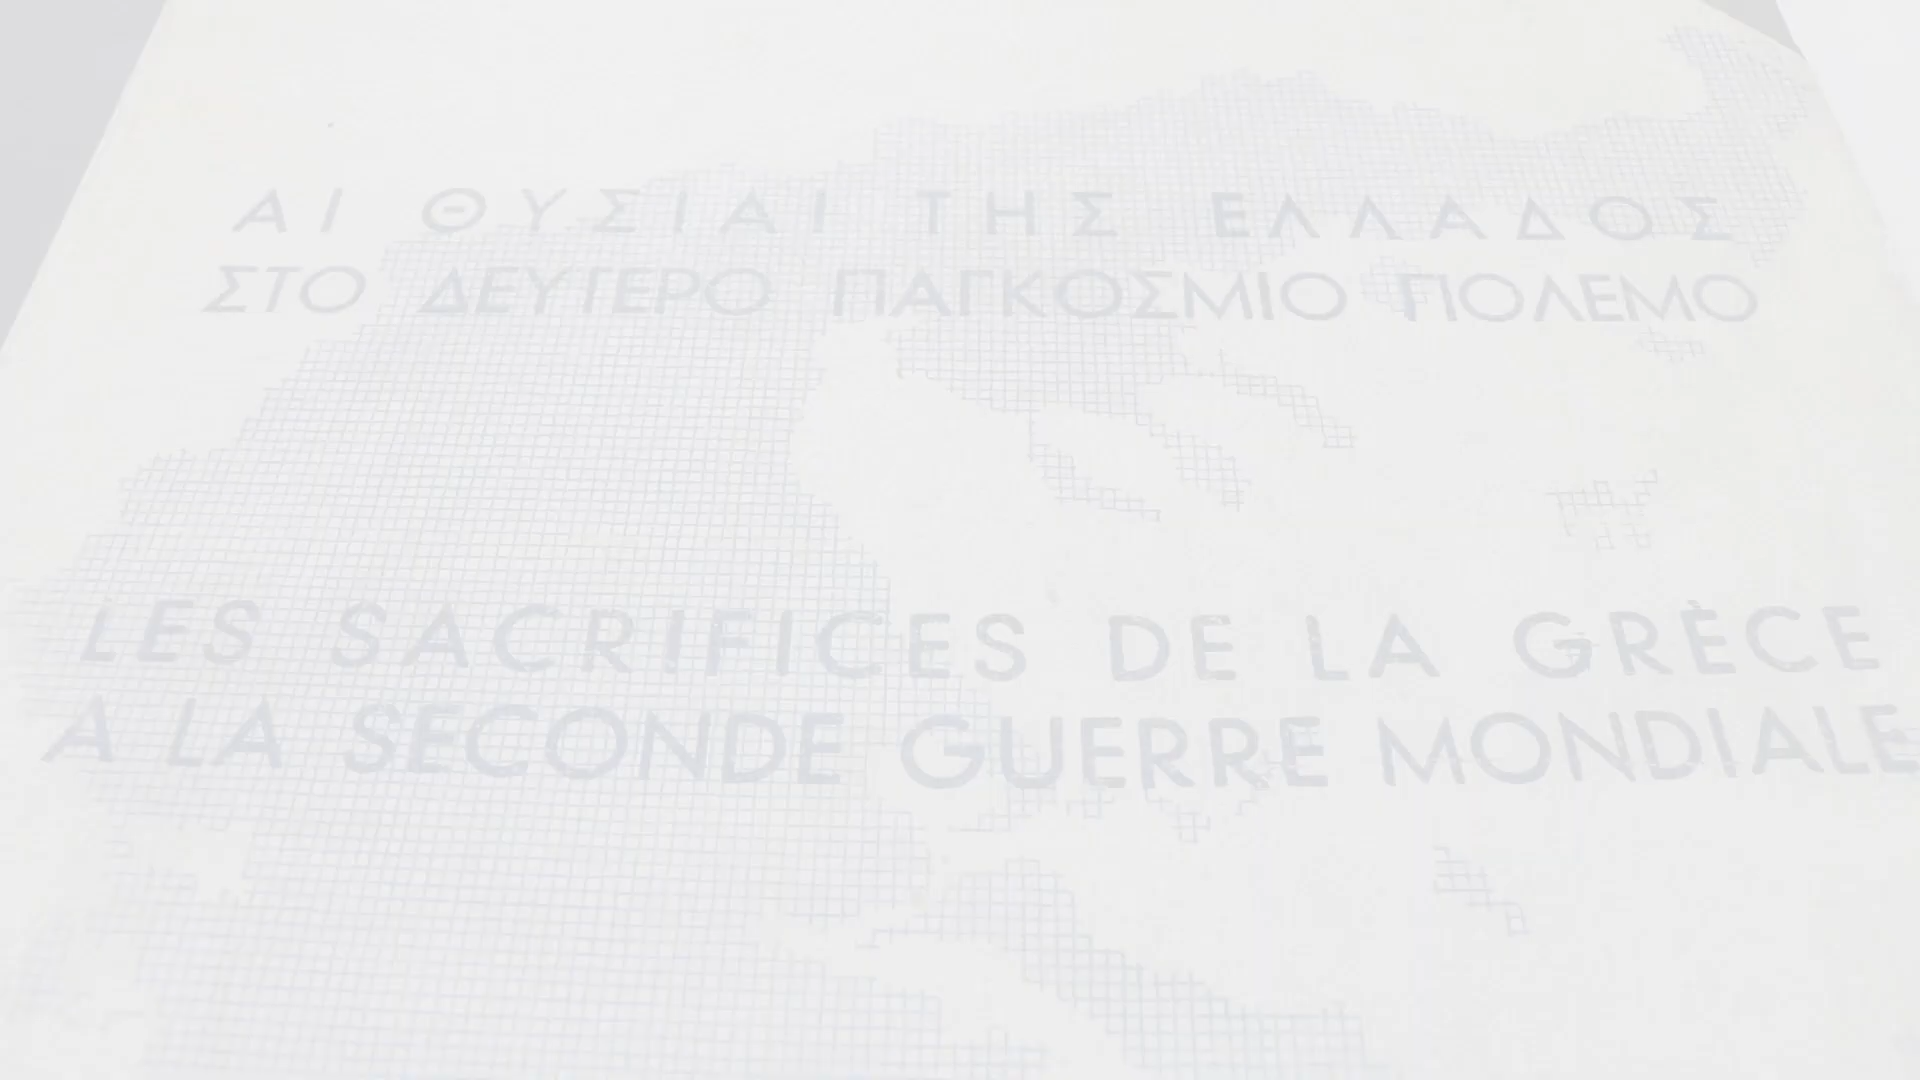 ΑΙ ΘΥΣΙΑΙ ΤΗΣ ΕΛΛΑΔΟΣ
ΣΤΟ ΔΕΥΤΕΡΟ ΠΑΓΚΟΣΜΙΟ ΠΟΛΕΜΟ
LES SACRIFICES DE LA GRÈCE
A LA SECONDE GUERRE MONDIALE